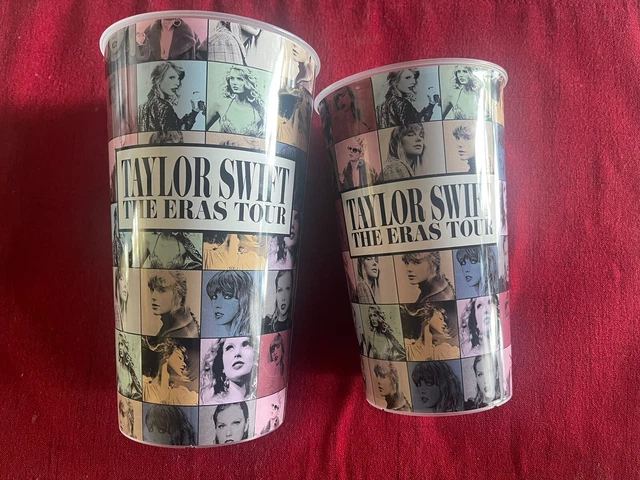 TAYLOR SWIFT
THE ERAS TOUR
TAYLOR SWIFT
THE ERAS TOUR